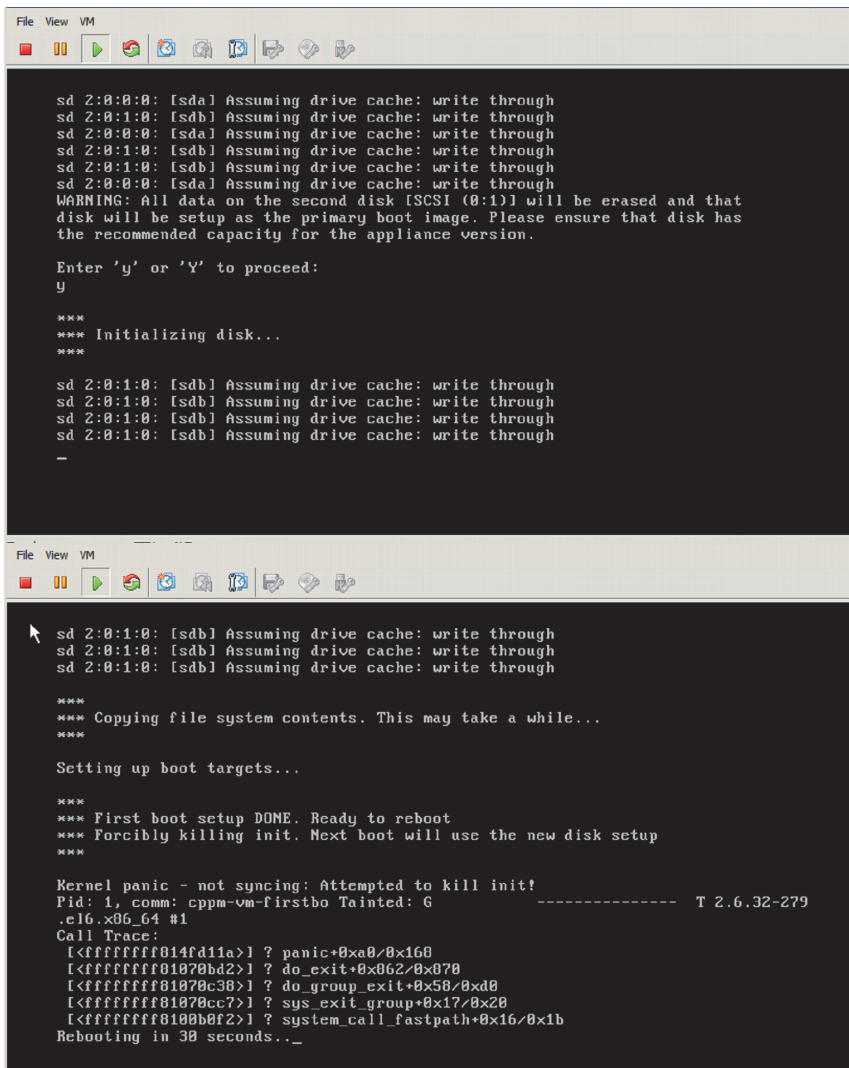 File View VM
sd 2:0:0:0: [sda] Assuming drive cache: write through
sd 2:0:1:0: [sdb] Assuming drive cache: write through
sd 2:0:0:0: [sda] Assuming drive cache: write through
sd 2:0:1:0: [sdb] Assuming drive cache: write through
sd 2:0:1:0: [sdb] Assuming drive cache: write through
sd 2:0:0:0: [sda] Assuming drive cache: write through
WARNING: All data on the second disk [SCSI (0:1)] will be erased and that
disk will be setup as the primary boot image. Please ensure that disk has
the recommended capacity for the appliance version.
Enter 'y' or 'Y' to proceed:
y
***
*** Initializing disk...
***
sd 2:0:1:0: [sdb] Assuming drive cache: write through
sd 2:0:1:0: [sdb] Assuming drive cache: write through
sd 2:0:1:0: [sdb] Assuming drive cache: write through
sd 2:0:1:0: [sdb] Assuming drive cache: write through
_
File View VM
sd 2:0:1:0: [sdb] Assuming drive cache: write through
sd 2:0:1:0: [sdb] Assuming drive cache: write through
sd 2:0:1:0: [sdb] Assuming drive cache: write through
***
*** Copying file system contents. This may take a while...
***
Setting up boot targets...
***
*** First boot setup DONE. Ready to reboot
*** Forcibly killing init. Next boot will use the new disk setup
***
Kernel panic - not syncing: Attempted to kill init!
Pid: 1, comm: cppm-vm-firstbo Tainted: G           ---------------  T 2.6.32-279
.el6.x86_64 #1
Call Trace:
[<ffffffff814fd11a>] ? panic+0xa0/0x168
[<ffffffff81070bd2>] ? do_exit+0x862/0x870
[<ffffffff81070c38>] ? do_group_exit+0x58/0xd0
[<ffffffff81070cc7>] ? sys_exit_group+0x17/0x20
[<ffffffff8100b0f2>] ? system_call_fastpath+0x16/0x1b
Rebooting in 30 seconds.._